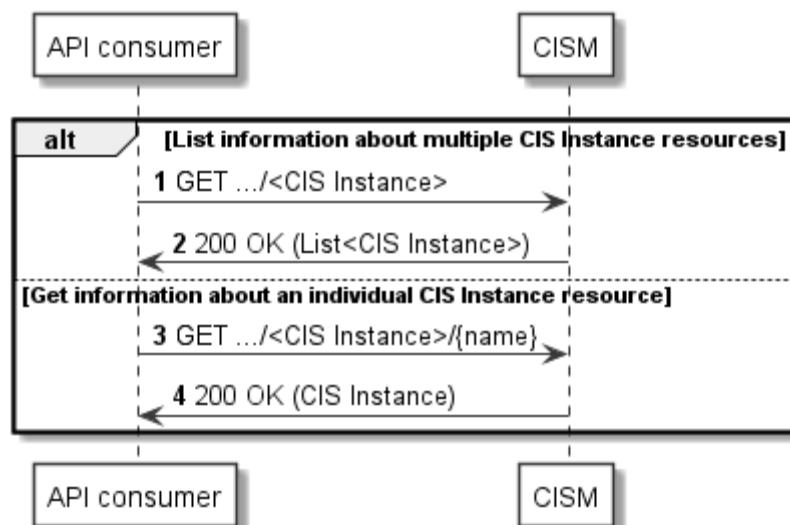 API consumer
CISM
alt
[List information about multiple CIS Instance resources]
1 GET .../<CIS Instance>
2 200 OK (List<CIS Instance>)
[Get information about an individual CIS Instance resource]
3 GET .../<CIS Instance>/{name}
4 200 OK (CIS Instance)
API consumer
CISM